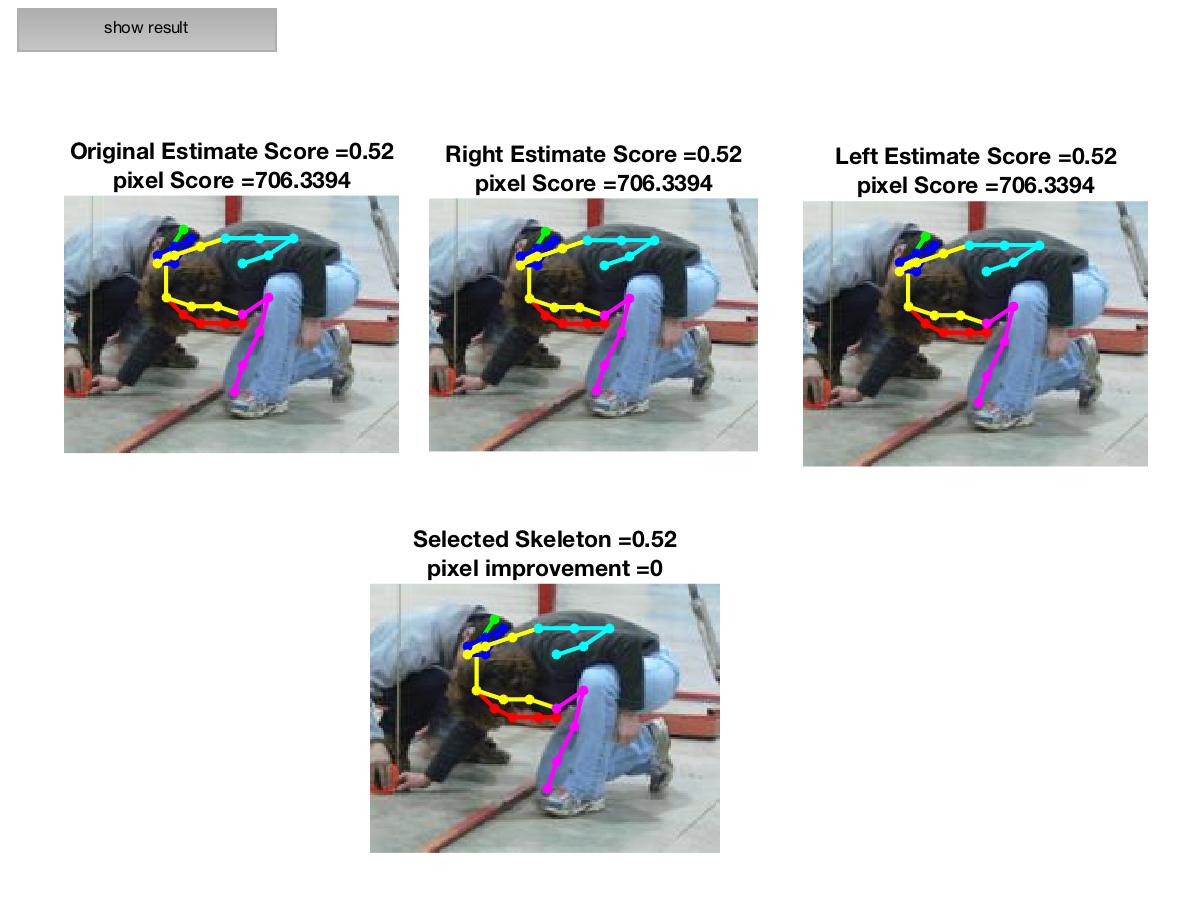 show result
Original Estimate Score =0.52
pixel Score =706.3394
Right Estimate Score =0.52
pixel Score =706.3394
Left Estimate Score =0.52
pixel Score =706.3394
Selected Skeleton =0.52
pixel improvement =0